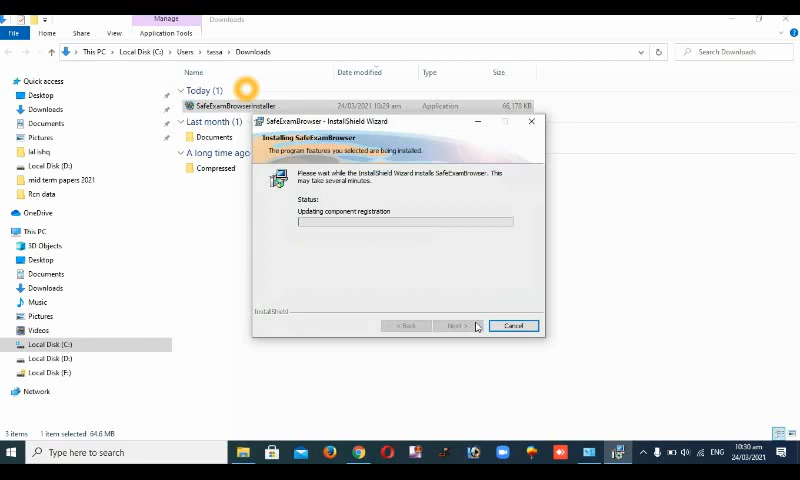 Manage
Downloads
File
Home
Share
View
Application Tools
This PC
Local Disk (C:)
Users
tassa
Downloads
Search Downloads
Name
Date modified
Type
Size
Quick access
Desktop
Downloads
Documents
Pictures
lal ishq
Local Disk (D:)
mid term papers 2021
Rcn data
OneDrive
This PC
3D Objects
Desktop
Documents
Downloads
Music
Pictures
Videos
Local Disk (C:)
Local Disk (D:)
Local Disk (F:)
Network
Today (1)
SafeExamBrowserInstaller
24/03/2021 10:29 am
Application
66,178 KB
Last month (1)
Documents
A long time ago
Compressed
SafeExamBrowser - InstallShield Wizard
Installing SafeExamBrowser
The program features you selected are being installed.
Please wait while the InstallShield Wizard installs SafeExamBrowser. This
may take several minutes.
Status:
Updating component registration
InstallShield
< Back
Next >
Cancel
3 items
1 item selected 64.6 MB
Type here to search
ENG
10:30 am
24/03/2021